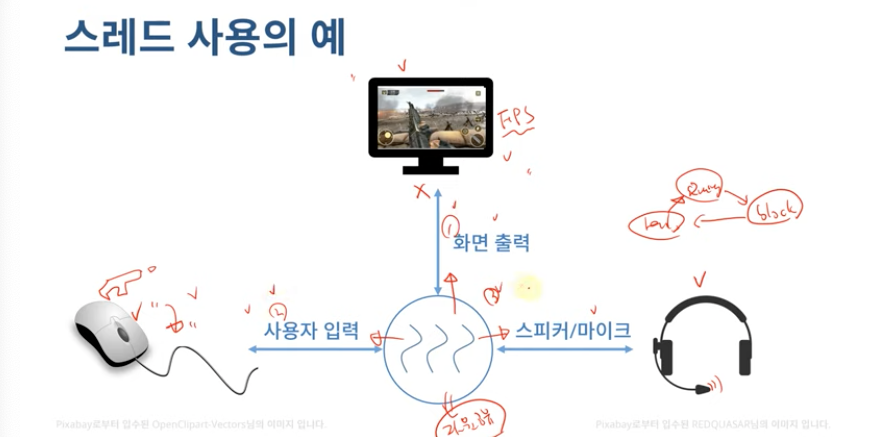 스레드 사용의 예
FPS
① 화면 출력
block
② 사용자 입력
③ 스피커/마이크
Pixabay로부터 입수된 OpenClipart-Vectors님의 이미지 입니다.
Pixabay로부터 입수된 REDQUASAR님의 이미지 입니다.